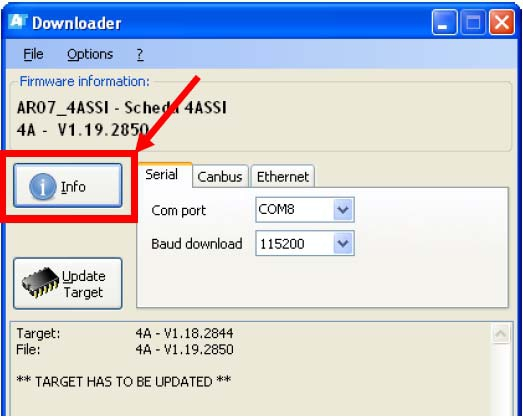 Downloader
File Options ?
Firmware information:
AR07_4ASSI - Scheda 4ASSI
4A - V1.19.2850
Info
Serial Canbus Ethernet
Com port COM8
Baud download 115200
Update
Target
Target: 4A - V1.18.2844
File: 4A - V1.19.2850
** TARGET HAS TO BE UPDATED **